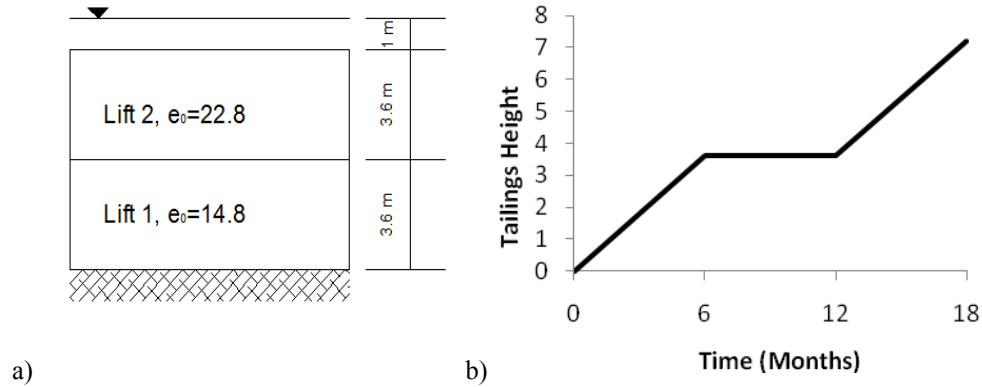 1 m
Lift 2, e₀=22.8
3.6 m
Lift 1, e₀=14.8
3.6 m
a)
8
7
6
5
4
3
2
1
0
Tailings Height
0 6 12 18
Time (Months)
b)